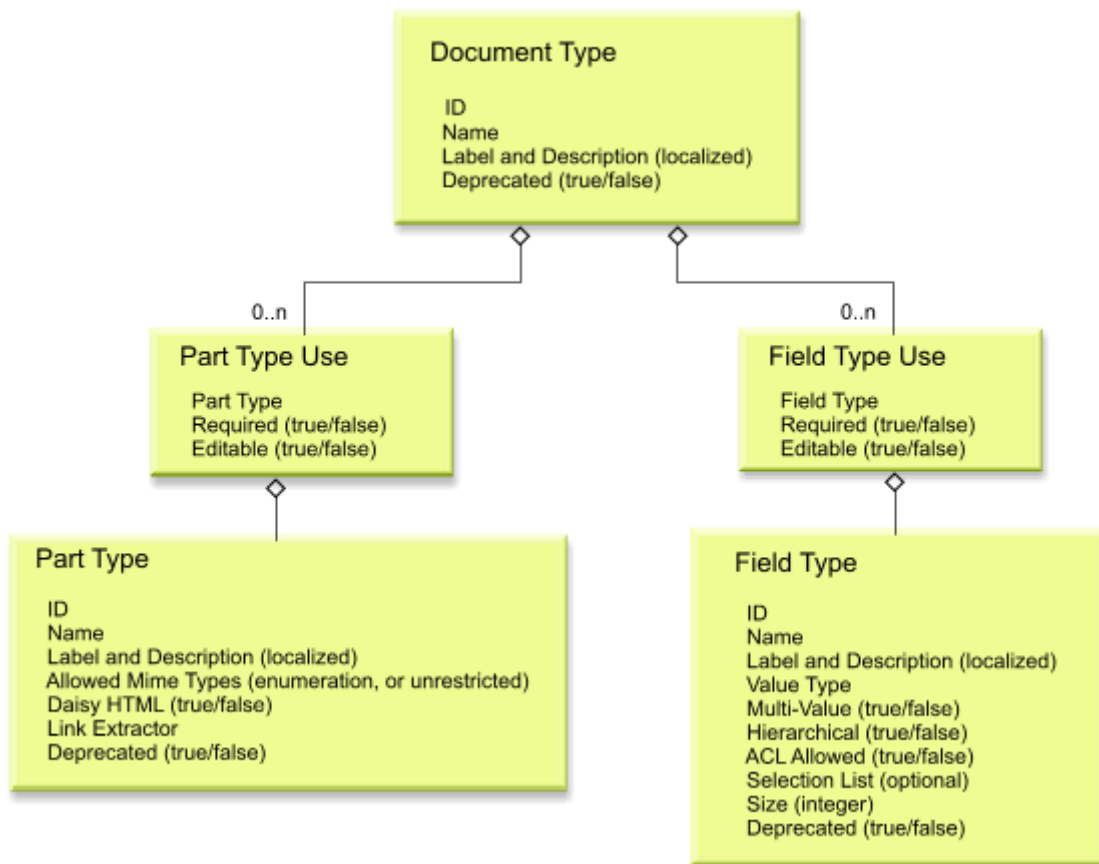 Document Type
ID
Name
Label and Description (localized)
Deprecated (true/false)
0..n
0..n
Part Type Use
Part Type
Required (true/false)
Editable (true/false)
Field Type Use
Field Type
Required (true/false)
Editable (true/false)
Part Type
ID
Name
Label and Description (localized)
Allowed Mime Types (enumeration, or unrestricted)
Daisy HTML (true/false)
Link Extractor
Deprecated (true/false)
Field Type
ID
Name
Label and Description (localized)
Value Type
Multi-Value (true/false)
Hierarchical (true/false)
ACL Allowed (true/false)
Selection List (optional)
Size (integer)
Deprecated (true/false)